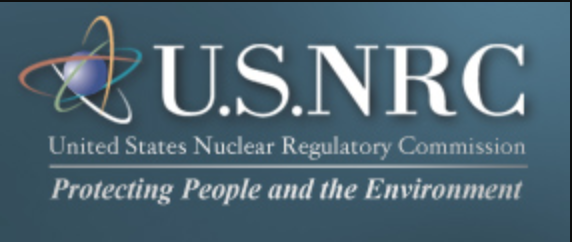 U.S.NRC
United States Nuclear Regulatory Commission
Protecting People and the Environment